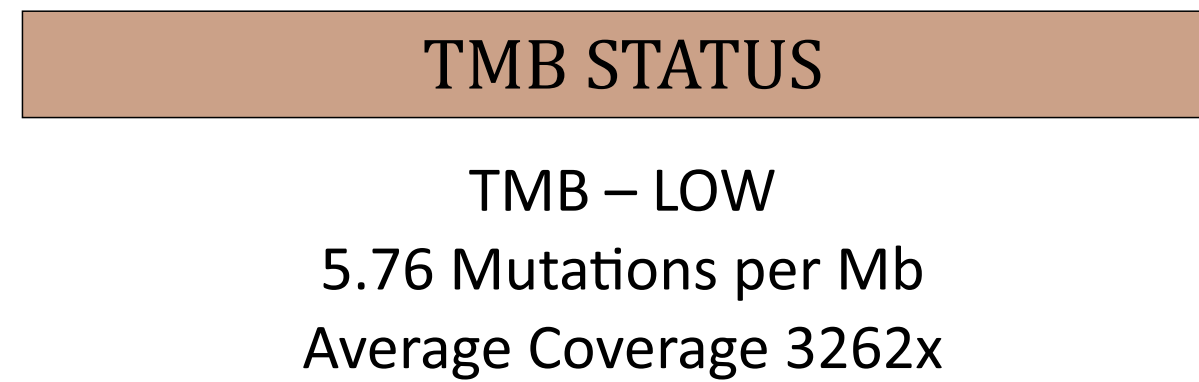 TMB STATUS
TMB – LOW
5.76 Mutations per Mb
Average Coverage 3262x